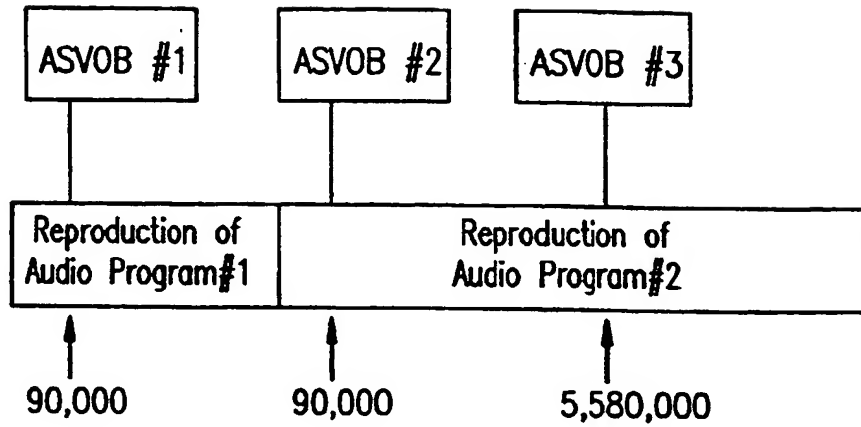 ASVOB #1
ASVOB #2
ASVOB #3
Reproduction of
Audio Program#1
Reproduction of
Audio Program#2
90,000
90,000
5,580,000